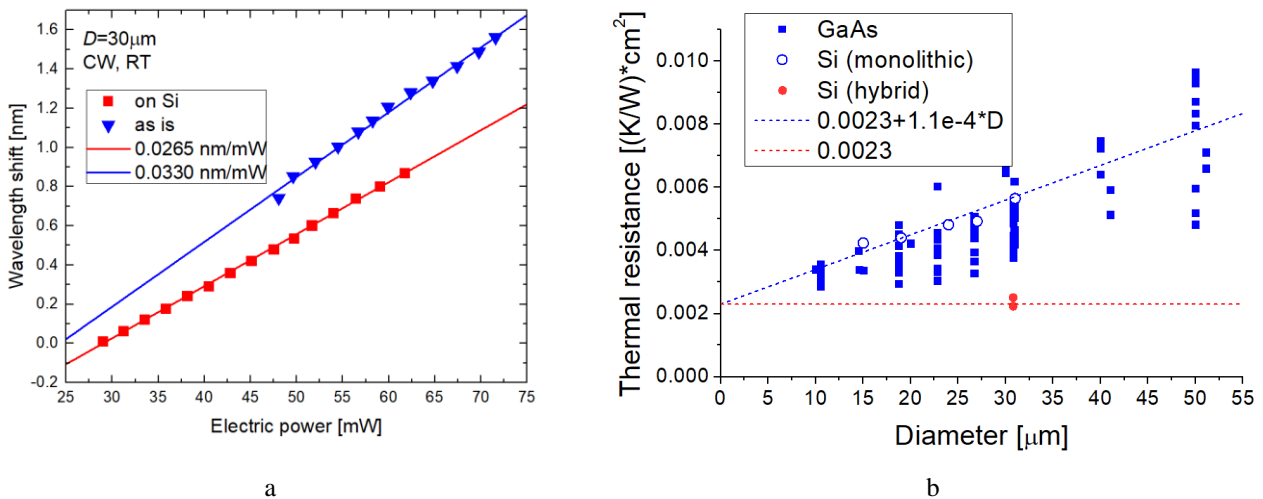 D=30μm
CW, RT
on Si
as is
0.0265 nm/mW
0.0330 nm/mW
Wavelength shift [nm]
1.6
1.4
1.2
1.0
0.8
0.6
0.4
0.2
0.0
-0.2
25 30 35 40 45 50 55 60 65 70 75
Electric power [mW]
a
GaAs
Si (monolithic)
Si (hybrid)
0.0023+1.1e-4*D
0.0023
Thermal resistance [(K/W)*cm2]
0.010
0.008
0.006
0.004
0.002
0.000
0 5 10 15 20 25 30 35 40 45 50 55
Diameter [μm]
b